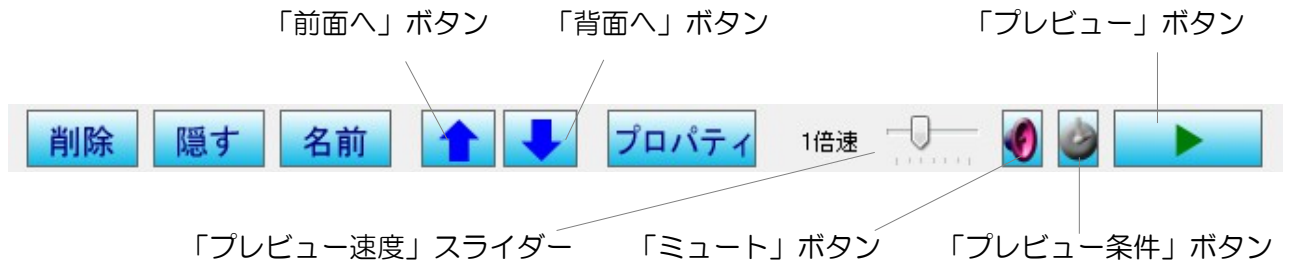 「前面へ」ボタン 「背面へ」ボタン 「プレビュー」ボタン
削除 隠す 名前 プロパティ 1倍速
「プレビュー速度」スライダー 「ミュート」ボタン 「プレビュー条件」ボタン